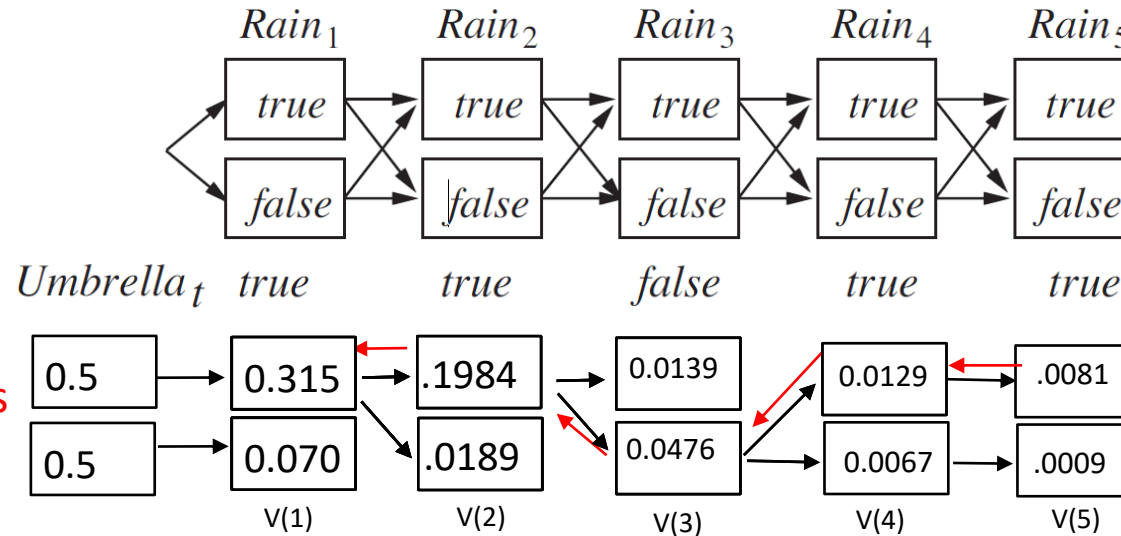 Rain1 Rain2 Rain3 Rain4 Rain5
true true true true true
false false false false false
Umbrella t true true false true true
0.5 0.315 .1984 0.0139 0.0129 .0081
s
0.5 0.070 .0189 0.0476 0.0067 .0009
V(1) V(2) V(3) V(4) V(5)